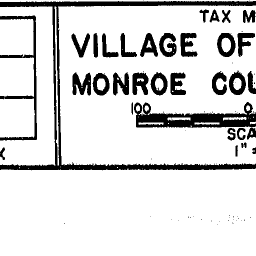 TAX M
VILLAGE OF
MONROE COU
100 0
SCA
1" =
X